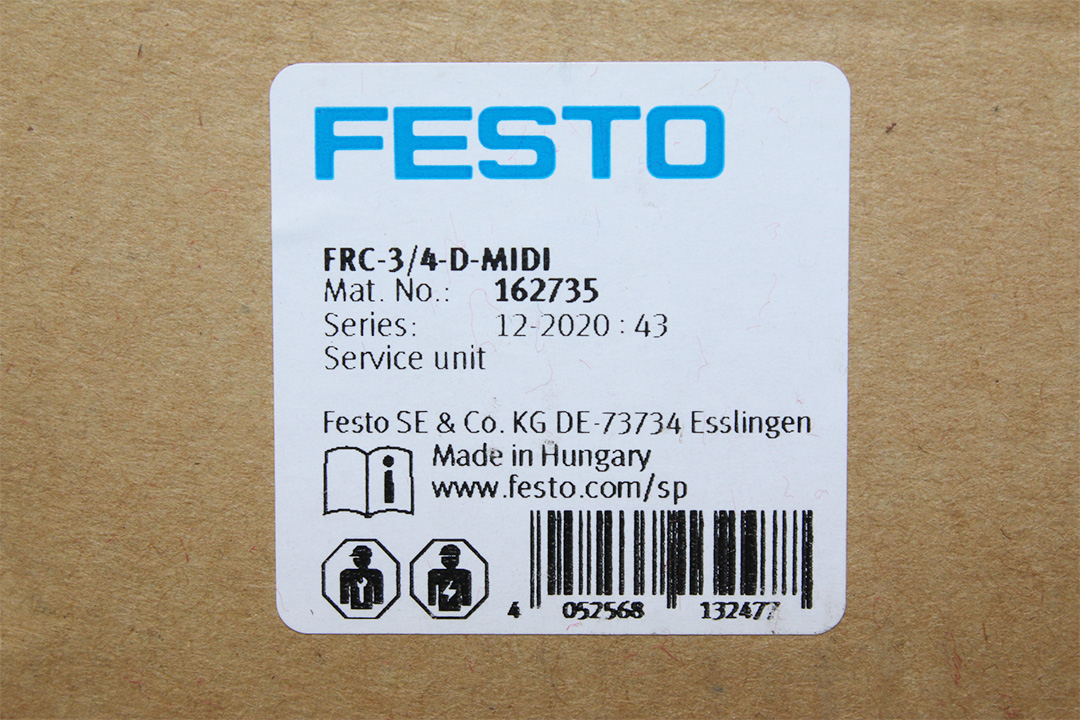 FESTO
FRC-3/4-D-MIDI
Mat. No.: 162735
Series: 12-2020 : 43
Service unit
Festo SE & Co. KG DE-73734 Esslingen
Made in Hungary
www.festo.com/sp
4 052568 132477